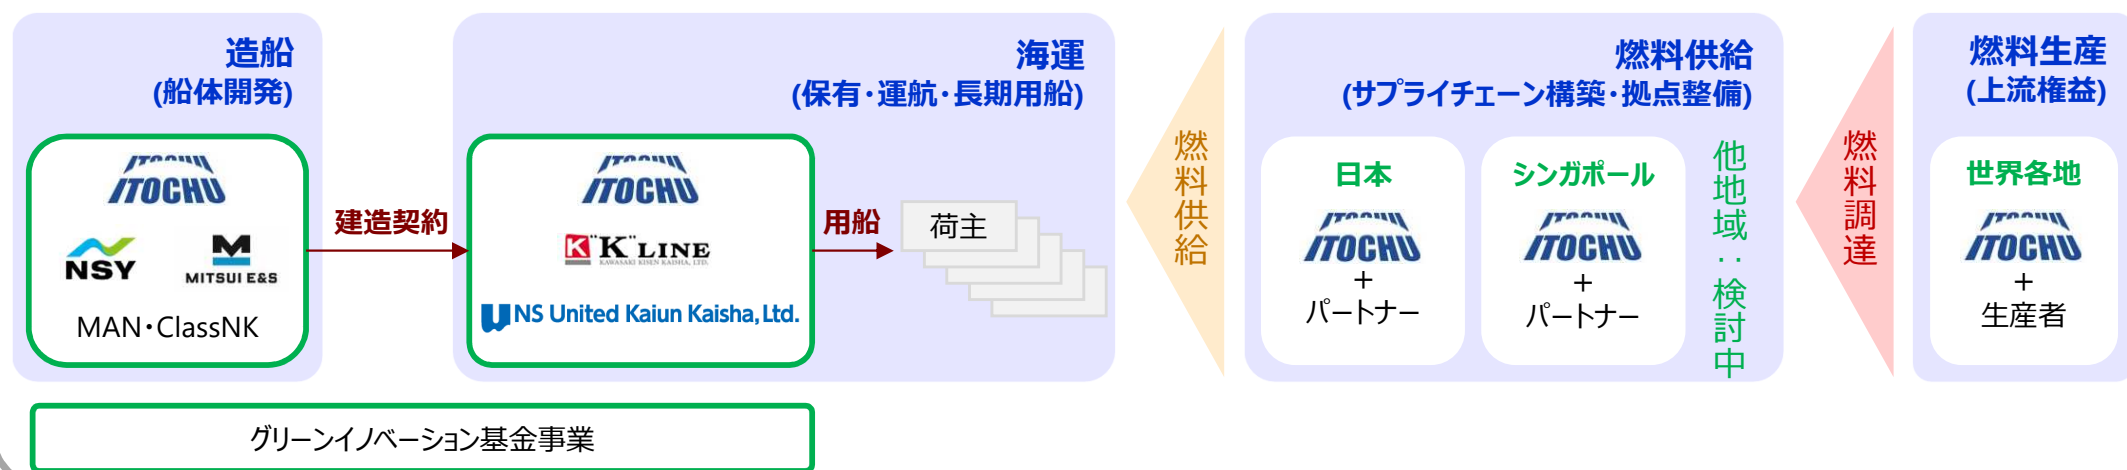 造船
(船体開発)
ITOCHU
NSY
MITSUI E&S
MAN・ClassNK
建造契約
海運
(保有・運航・長期用船)
ITOCHU
K "K" LINE
KAWASAKI KISEN KAISHA, LTD.
NS United Kaiun Kaisha, Ltd.
用船
荷主
燃料供給
燃料供給
(サプライチェーン構築・拠点整備)
日本
ITOCHU
+
パートナー
シンガポール
ITOCHU
+
パートナー
他地域：検討中
燃料調達
燃料生産
(上流権益)
世界各地
ITOCHU
+
生産者
グリーンイノベーション基金事業